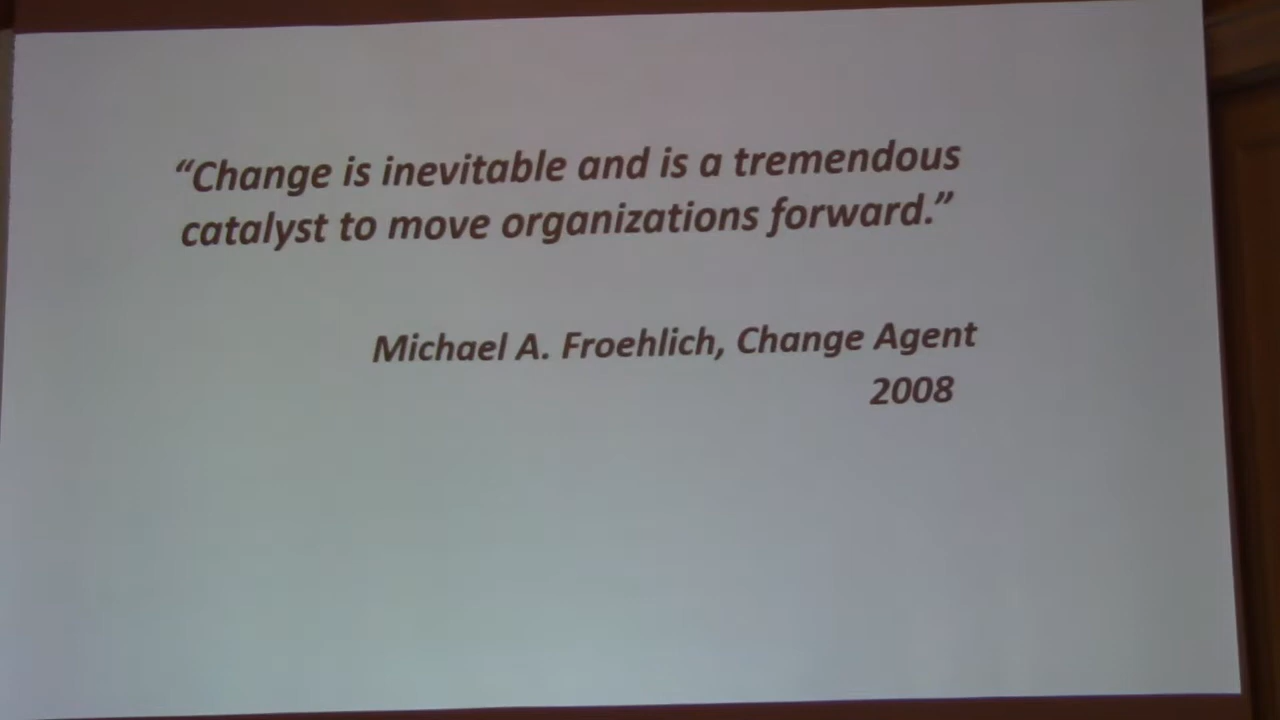 “Change is inevitable and is a tremendous
catalyst to move organizations forward.”
Michael A. Froehlich, Change Agent
2008